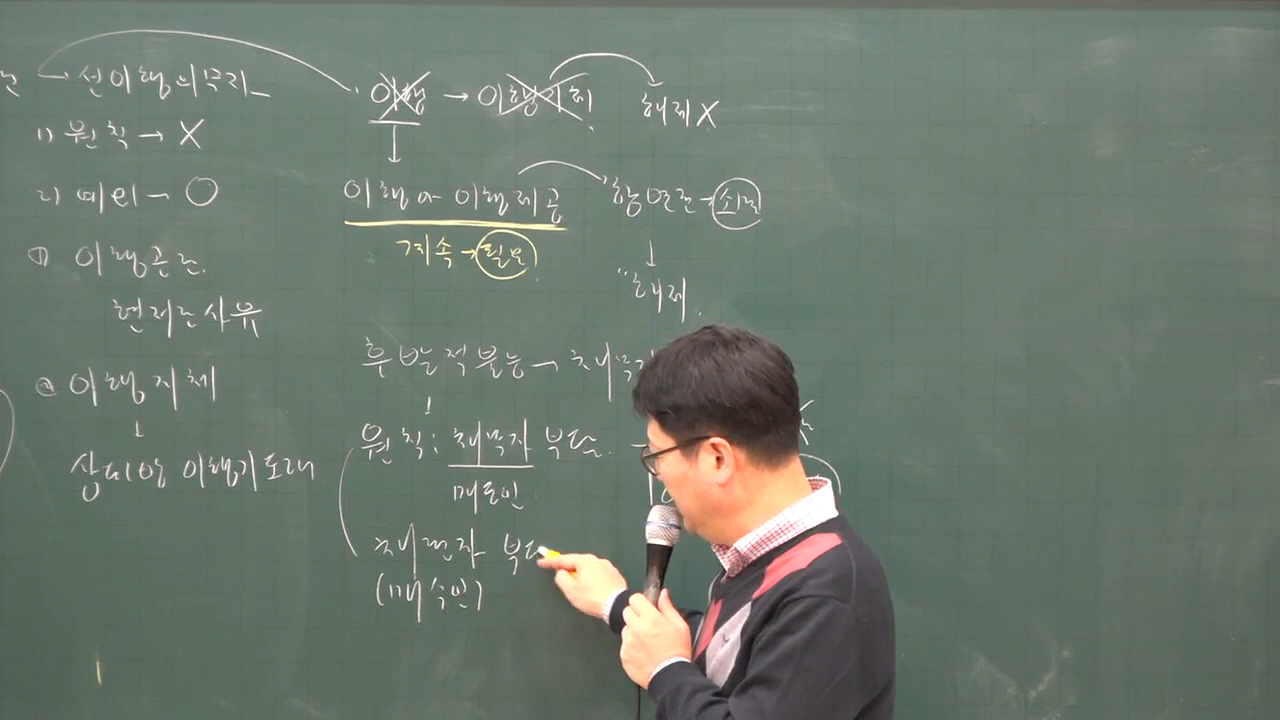 → 선이행의무자
1) 원칙 → X
2) 예외 → O
① 이행곤란
현저한 사유
② 이행지체
↓
상대방 이행기 도래
이행 → 이행지체 해제 X
↓
이행 or 이행제공 항변권 → 소멸
계속 → 필요
↓
해제
후발적 불능 → 채무자
↓
원칙: 채무자 부담
매도인
채권자 부다
(매수인)